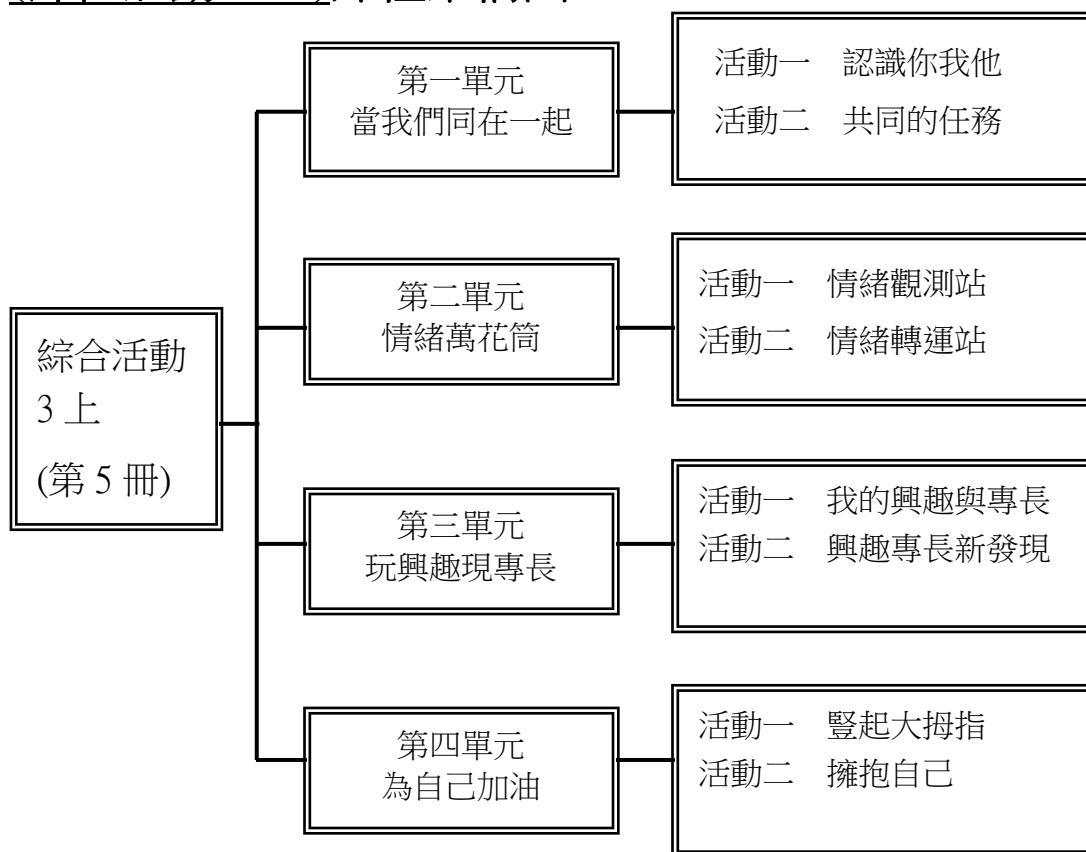 綜合活動
3 上
(第 5 冊)
第一單元
當我們同在一起
活動一 認識你我他
活動二 共同的任務
第二單元
情緒萬花筒
活動一 情緒觀測站
活動二 情緒轉運站
第三單元
玩興趣現專長
活動一 我的興趣與專長
活動二 興趣專長新發現
第四單元
為自己加油
活動一 豎起大拇指
活動二 擁抱自己